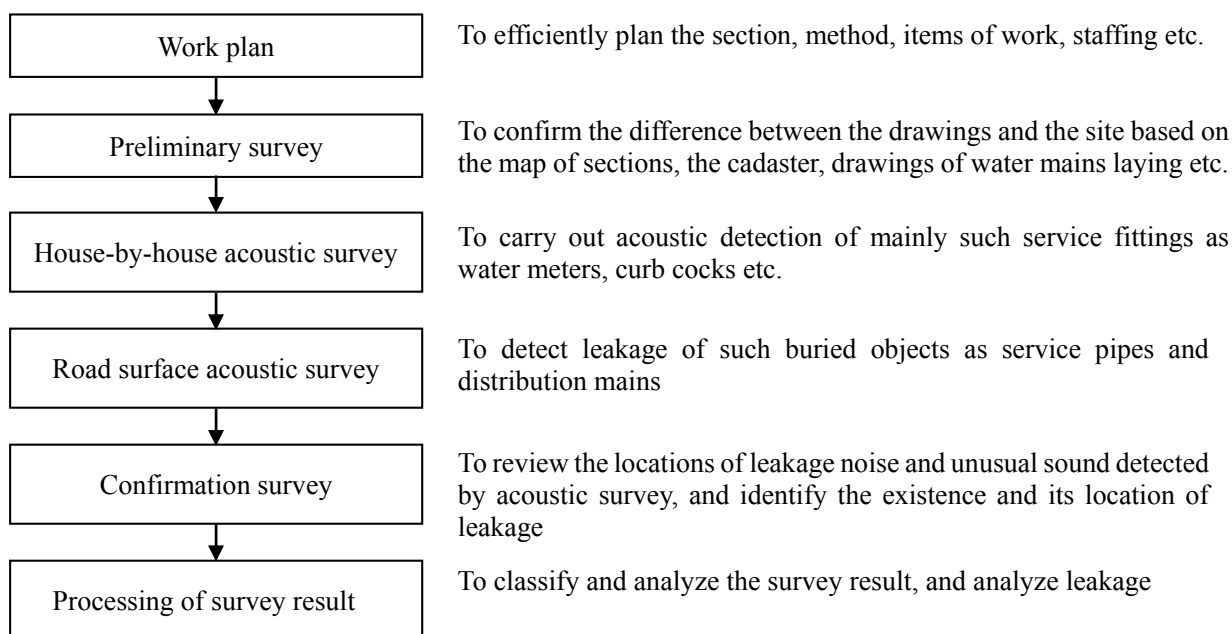 Work plan
To efficiently plan the section, method, items of work, staffing etc.
Preliminary survey
To confirm the difference between the drawings and the site based on
the map of sections, the cadaster, drawings of water mains laying etc.
House-by-house acoustic survey
To carry out acoustic detection of mainly such service fittings as
water meters, curb cocks etc.
Road surface acoustic survey
To detect leakage of such buried objects as service pipes and
distribution mains
Confirmation survey
To review the locations of leakage noise and unusual sound detected
by acoustic survey, and identify the existence and its location of
leakage
Processing of survey result
To classify and analyze the survey result, and analyze leakage